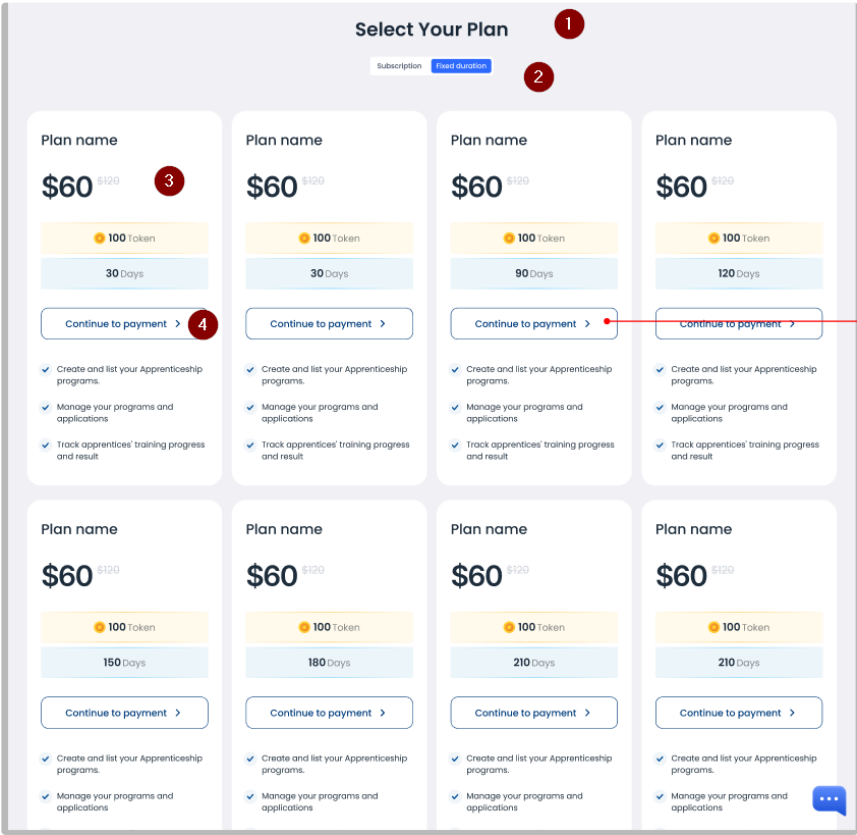 Select Your Plan 1
Subscription Fixed duration 2
Plan name Plan name Plan name Plan name
$60 $120 3 $60 $120 $60 $120 $60 $120
100 Token 100 Token 100 Token 100 Token
30 Days 30 Days 90 Days 120 Days
Continue to payment 4 Continue to payment Continue to payment Continue to payment
Create and list your Apprenticeship Create and list your Apprenticeship Create and list your Apprenticeship Create and list your Apprenticeship
programs. programs. programs. programs.
Manage your programs and Manage your programs and Manage your programs and Manage your programs and
applications applications applications applications
Track apprentices' training progress Track apprentices' training progress Track apprentices' training progress Track apprentices' training progress
and result and result and result and result
Plan name Plan name Plan name Plan name
$60 $120 $60 $120 $60 $120 $60 $120
100 Token 100 Token 100 Token 100 Token
150 Days 180 Days 210 Days 210 Days
Continue to payment Continue to payment Continue to payment Continue to payment
Create and list your Apprenticeship Create and list your Apprenticeship Create and list your Apprenticeship Create and list your Apprenticeship
programs. programs. programs. programs.
Manage your programs and Manage your programs and Manage your programs and Manage your programs and
applications applications applications applications